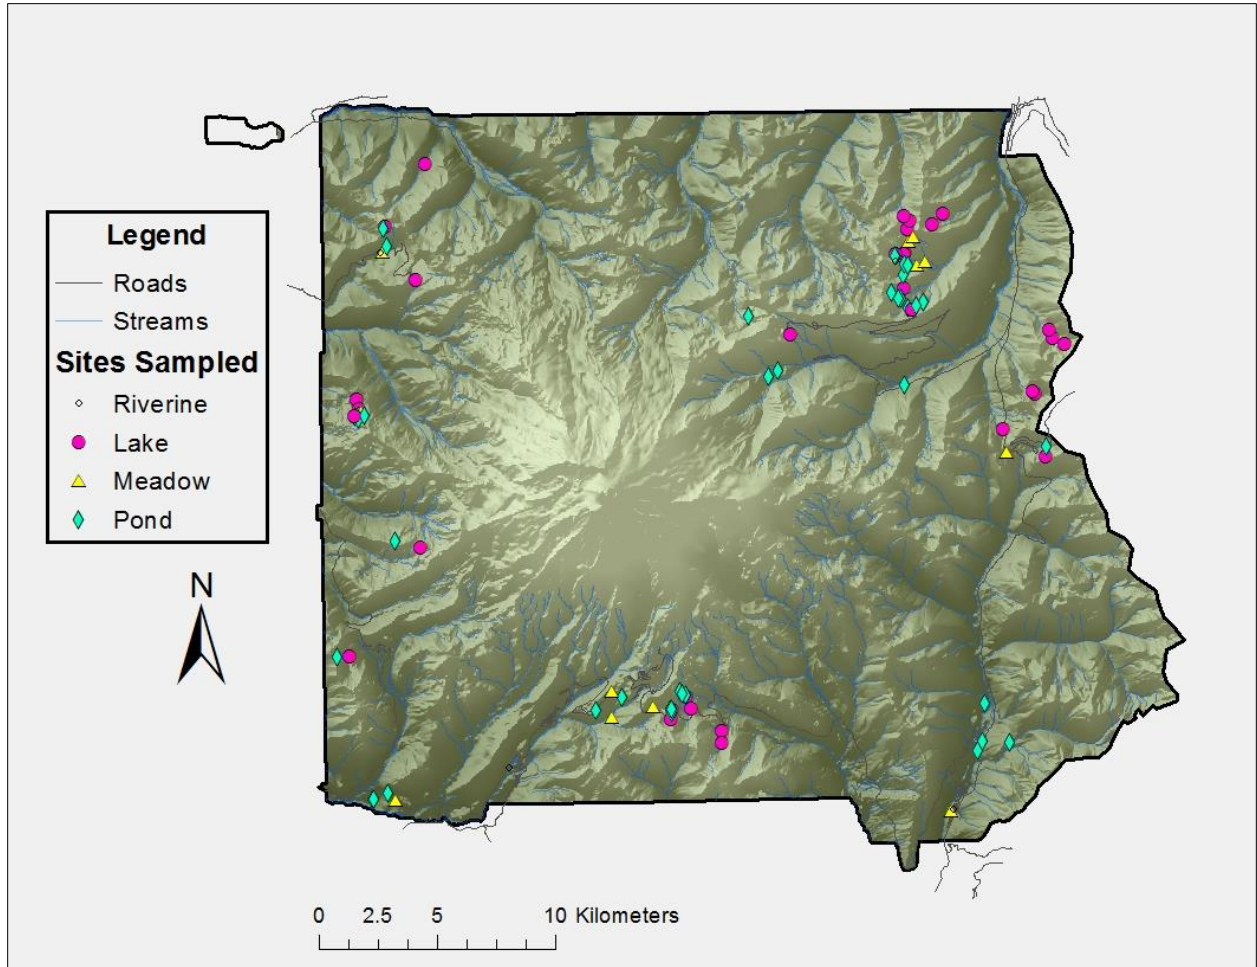 Legend
Roads
Streams
Sites Sampled
Riverine
Lake
Meadow
Pond
N
0 2.5 5 10 Kilometers